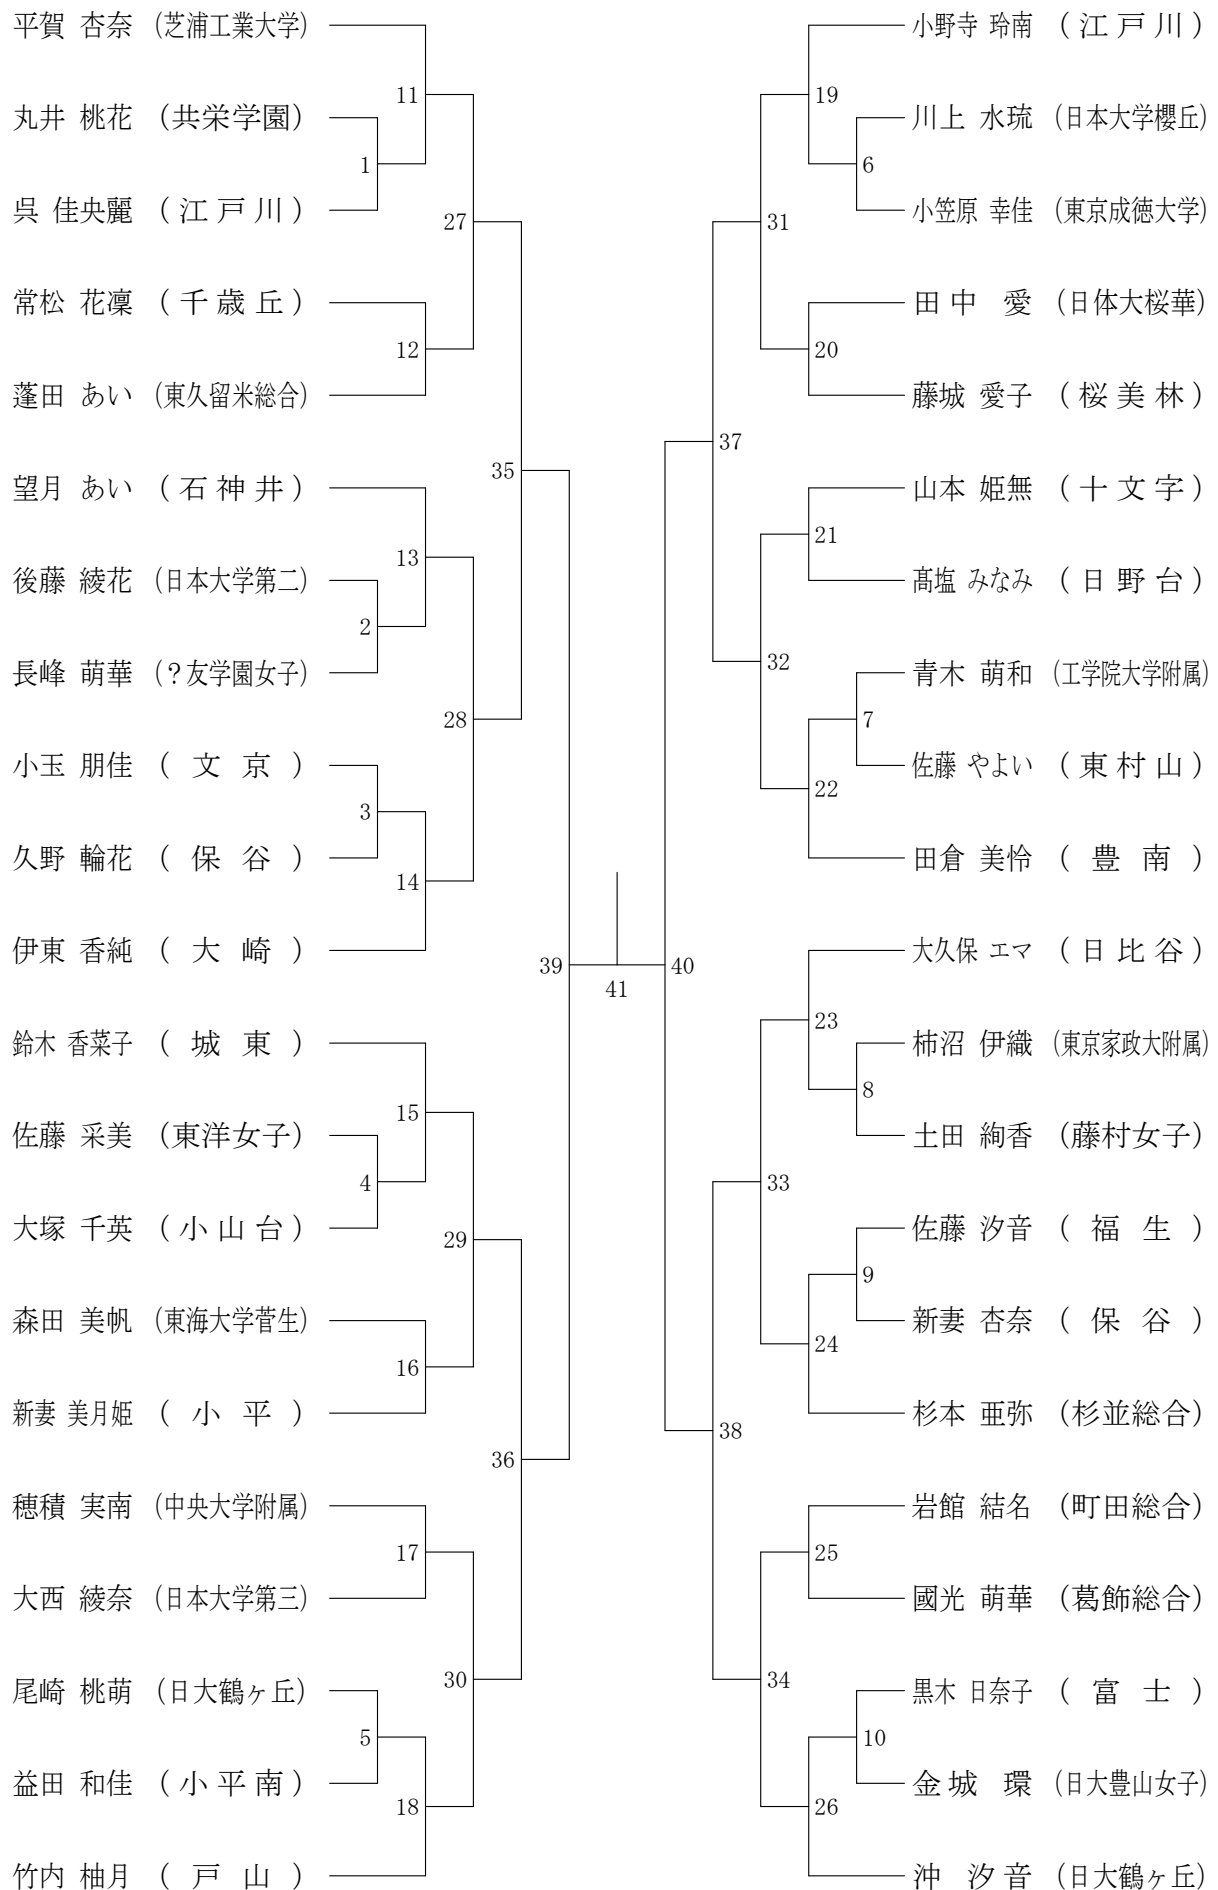 平賀 杏奈 (芝浦工業大学)
11
丸井 桃花 (共栄学園)
1
呉 佳央麗 (江戸川)
27
常松 花凜 (千歳丘)
12
蓬田 あい (東久留米総合)
35
望月 あい (石神井)
13
後藤 綾花 (日本大学第二)
2
長峰 萌華 (?友学園女子)
28
小玉 朋佳 (文京)
3
久野 輪花 (保谷)
14
伊東 香純 (大崎)
39
鈴木 香菜子 (城東)
15
佐藤 采美 (東洋女子)
4
大塚 千英 (小山台)
29
森田 美帆 (東海大学菅生)
16
新妻 美月姫 (小平)
36
穂積 実南 (中央大学附属)
17
大西 綾奈 (日本大学第三)
30
尾崎 桃萌 (日大鶴ヶ丘)
5
益田 和佳 (小平南)
18
竹内 柚月 (戸山)
41
小野寺 玲南 (江戸川)
19
川上 水琉 (日本大学櫻丘)
6
小笠原 幸佳 (東京成徳大学)
31
田中 愛 (日体大桜華)
20
藤城 愛子 (桜美林)
37
山本 姫無 (十文字)
21
髙塩 みなみ (日野台)
32
青木 萌和 (工学院大学附属)
7
佐藤 やよい (東村山)
22
田倉 美怜 (豊南)
40
大久保 エマ (日比谷)
23
柿沼 伊織 (東京家政大附属)
8
土田 絢香 (藤村女子)
33
佐藤 汐音 (福生)
9
新妻 杏奈 (保谷)
24
杉本 亜弥 (杉並総合)
38
岩館 結名 (町田総合)
25
國光 萌華 (葛飾総合)
34
黒木 日奈子 (富士)
10
金城 環 (日大豊山女子)
26
沖 汐音 (日大鶴ヶ丘)